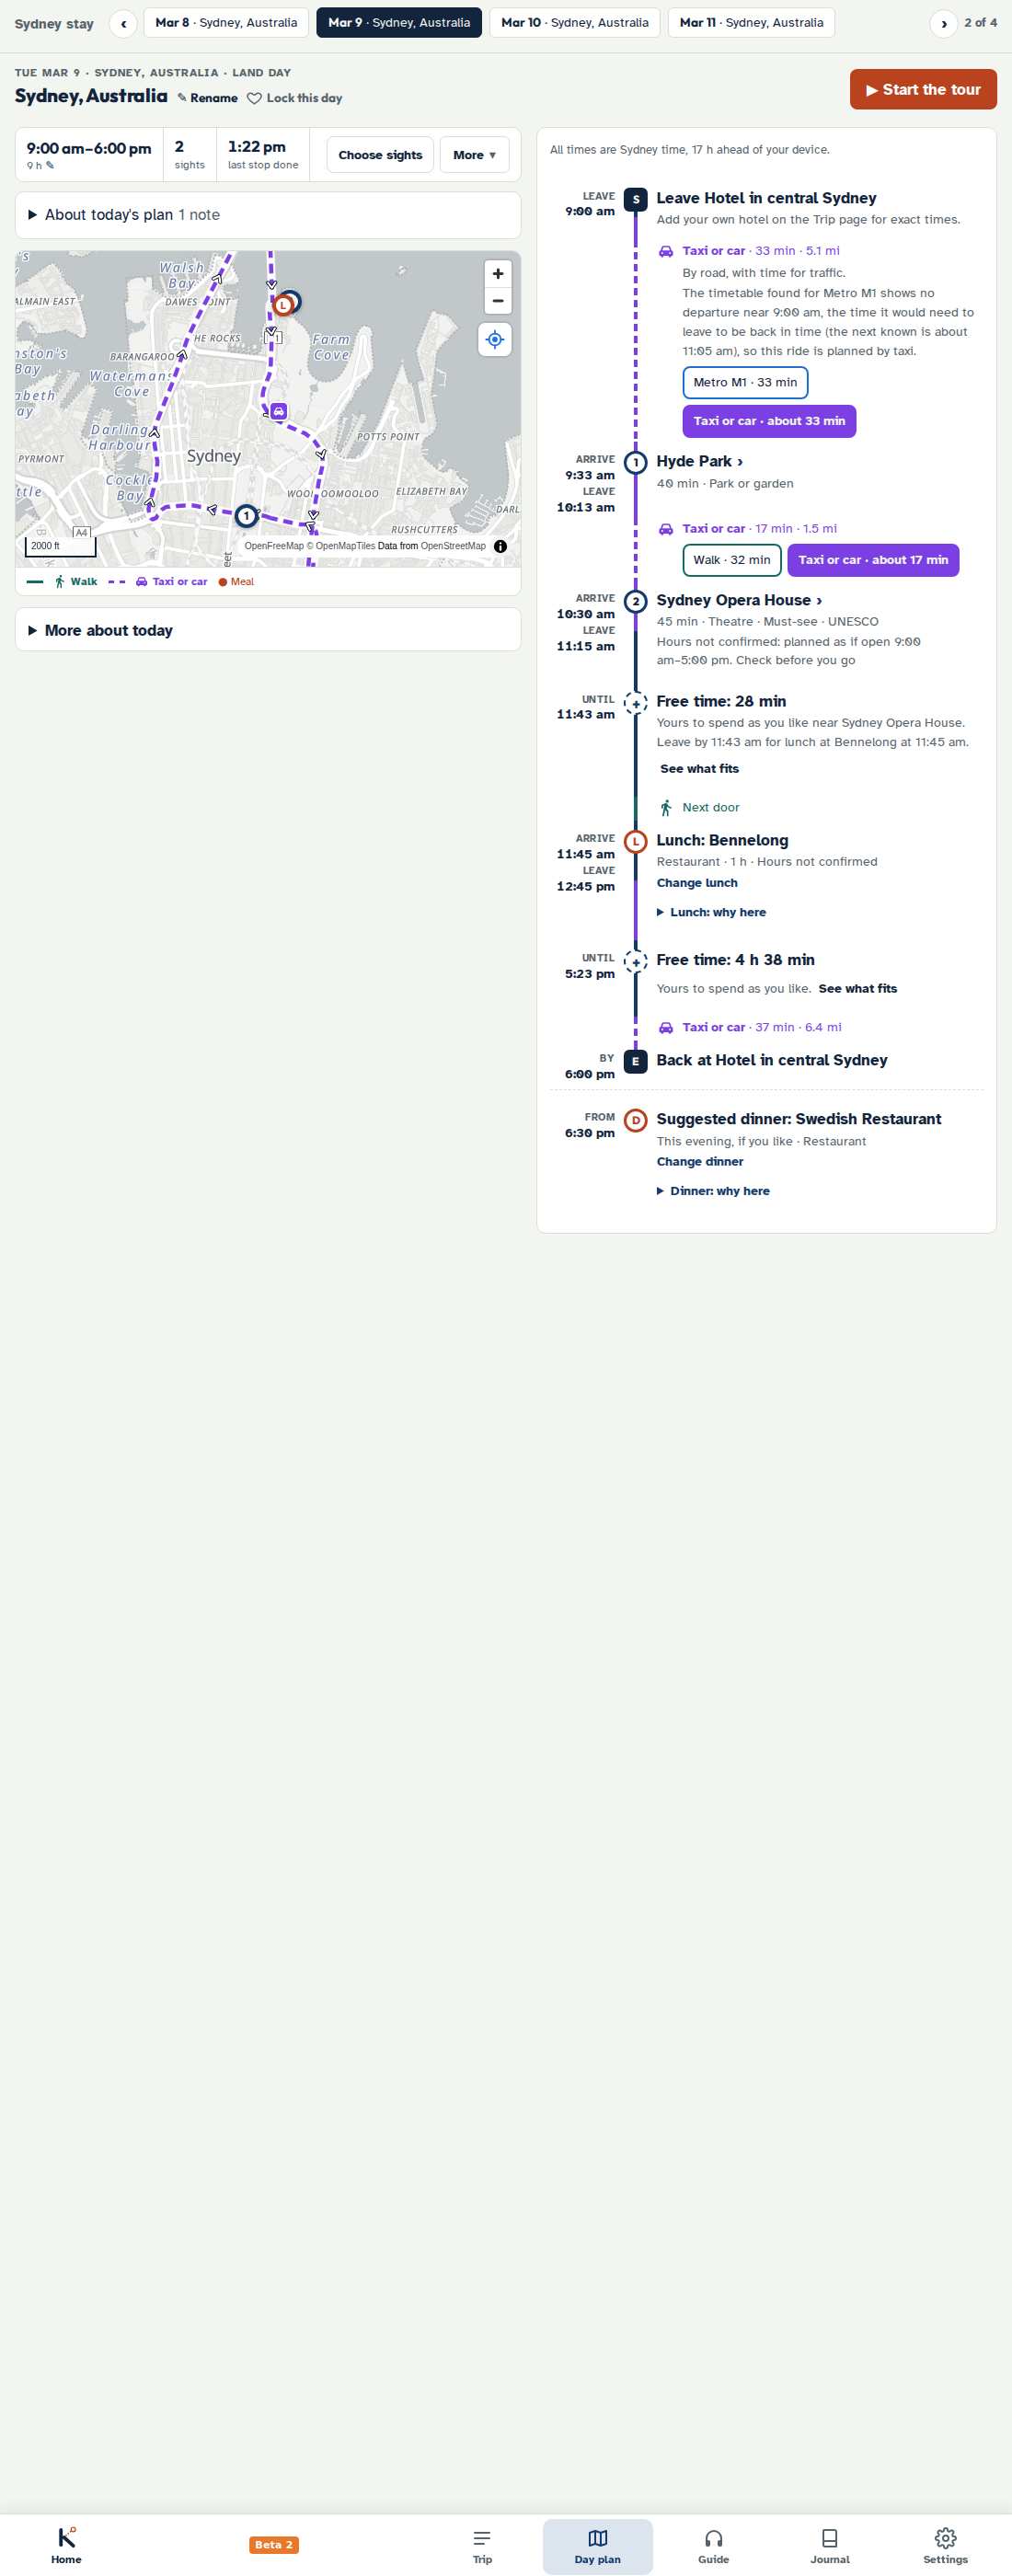 Sydney stay
‹
Mar 8 · Sydney, Australia
Mar 9 · Sydney, Australia
Mar 10 · Sydney, Australia
Mar 11 · Sydney, Australia
›
2 of 4
TUE MAR 9 · SYDNEY, AUSTRALIA · LAND DAY
Sydney, Australia
✎ Rename
Lock this day
▶ Start the tour
9:00 am–6:00 pm
9 h ✎
2
sights
1:22 pm
last stop done
Choose sights
More ▼
▶ About today's plan 1 note
Walsh
Bay
ALMAIN EAST
DAWES POINT
L
HE ROCKS
1
Farm
Cove
nston's
Bay
BARANGAROO
Watermans
Cove
abeth
ay
Darling
Harbour
POTTS POINT
PYRMONT
Sydney
Cockle
Bay
ttle
WOOLLOOMOOLOO
ELIZABETH BAY
DARL
1
A4
RUSHCUTTERS
2000 ft
eet
OpenFreeMap © OpenMapTiles Data from OpenStreetMap
+
−
Walk
Taxi or car
Meal
▶ More about today
All times are Sydney time, 17 h ahead of your device.
LEAVE
9:00 am
S
Leave Hotel in central Sydney
Add your own hotel on the Trip page for exact times.
Taxi or car · 33 min · 5.1 mi
By road, with time for traffic.
The timetable found for Metro M1 shows no
departure near 9:00 am, the time it would need to
leave to be back in time (the next known is about
11:05 am), so this ride is planned by taxi.
Metro M1 · 33 min
Taxi or car · about 33 min
ARRIVE
9:33 am
LEAVE
10:13 am
1
Hyde Park ›
40 min · Park or garden
Taxi or car · 17 min · 1.5 mi
Walk · 32 min
Taxi or car · about 17 min
ARRIVE
10:30 am
LEAVE
11:15 am
2
Sydney Opera House ›
45 min · Theatre · Must-see · UNESCO
Hours not confirmed: planned as if open 9:00
am–5:00 pm. Check before you go
UNTIL
11:43 am
+
Free time: 28 min
Yours to spend as you like near Sydney Opera House.
Leave by 11:43 am for lunch at Bennelong at 11:45 am.
See what fits
Next door
ARRIVE
11:45 am
LEAVE
12:45 pm
L
Lunch: Bennelong
Restaurant · 1 h · Hours not confirmed
Change lunch
▶ Lunch: why here
UNTIL
5:23 pm
+
Free time: 4 h 38 min
Yours to spend as you like. See what fits
Taxi or car · 37 min · 6.4 mi
BY
6:00 pm
E
Back at Hotel in central Sydney
FROM
6:30 pm
D
Suggested dinner: Swedish Restaurant
This evening, if you like · Restaurant
Change dinner
▶ Dinner: why here
Home
Beta 2
Trip
Day plan
Guide
Journal
Settings